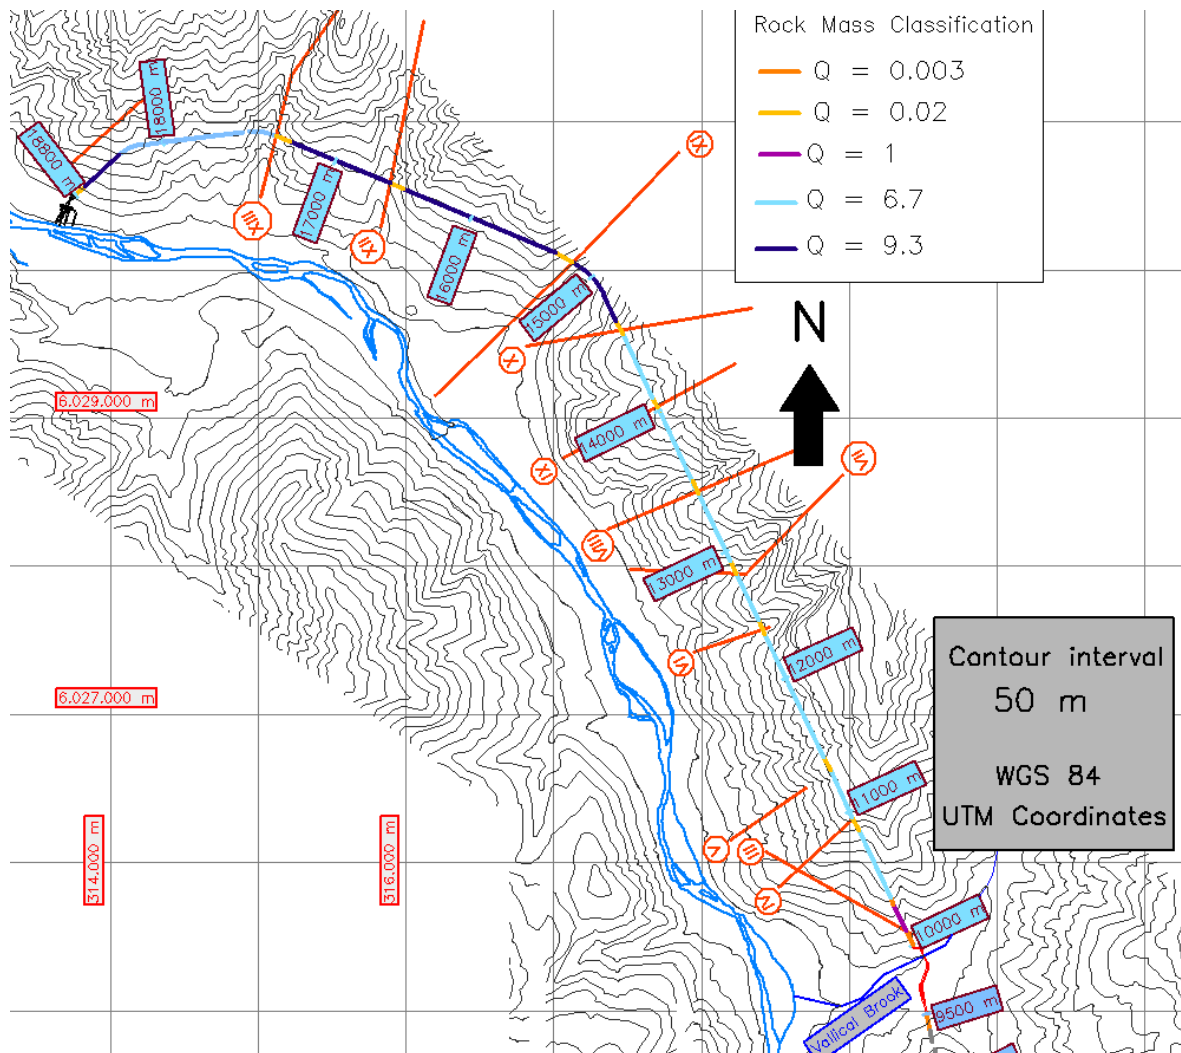 Rock Mass Classification
Q = 0.003
Q = 0.02
Q = 1
Q = 6.7
Q = 9.3
N
18000 m
18800 m
17000 m
16000 m
15000 m
14000 m
13000 m
12000 m
11000 m
10000 m
9500 m
XIII
XII
XI
X
IX
VIII
VII
VI
V
III
IV
6.029.000 m
6.027.000 m
314.000 m
316.000 m
Contour interval
50 m
WGS 84
UTM Coordinates
Vallical Brook